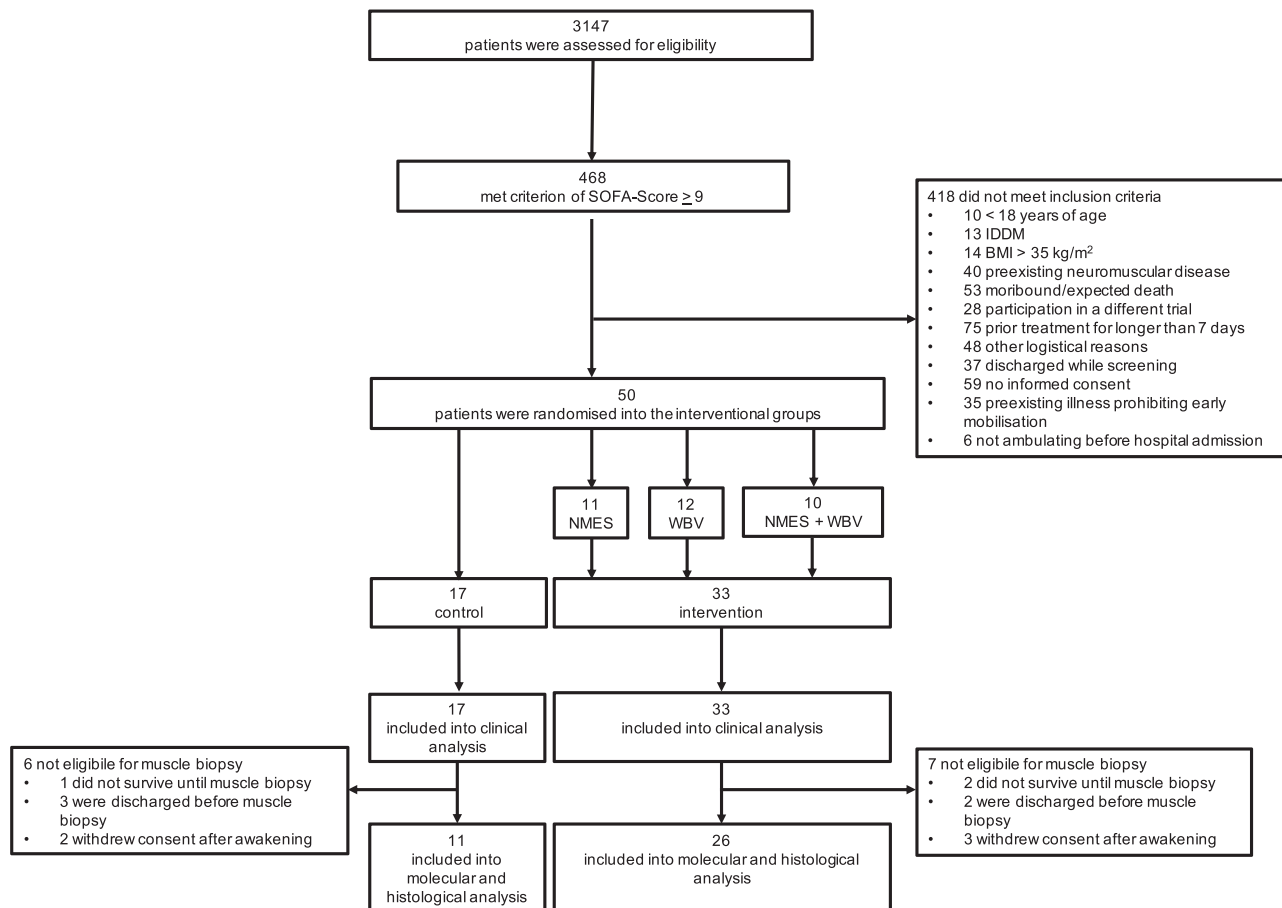 3147
patients were assessed for eligibility
468
met criterion of SOFA-Score ≥ 9
418 did not meet inclusion criteria
• 10 < 18 years of age
• 13 IDDM
• 14 BMI > 35 kg/m²
• 40 preexisting neuromuscular disease
• 53 moribound/expected death
• 28 participation in a different trial
• 75 prior treatment for longer than 7 days
• 48 other logistical reasons
• 37 discharged while screening
• 59 no informed consent
• 35 preexisting illness prohibiting early
mobilisation
• 6 not ambulating before hospital admission
50
patients were randomised into the interventional groups
11
NMES
12
WBV
10
NMES + WBV
17
control
33
intervention
17
included into clinical
analysis
33
included into clinical analysis
6 not eligibile for muscle biopsy
• 1 did not survive until muscle biopsy
• 3 were discharged before muscle
biopsy
• 2 withdrew consent after awakening
7 not eligibile for muscle biopsy
• 2 did not survive until muscle biopsy
• 2 were discharged before muscle
biopsy
• 3 withdrew consent after awakening
11
included into
molecular and
histological analysis
26
included into molecular and histological
analysis